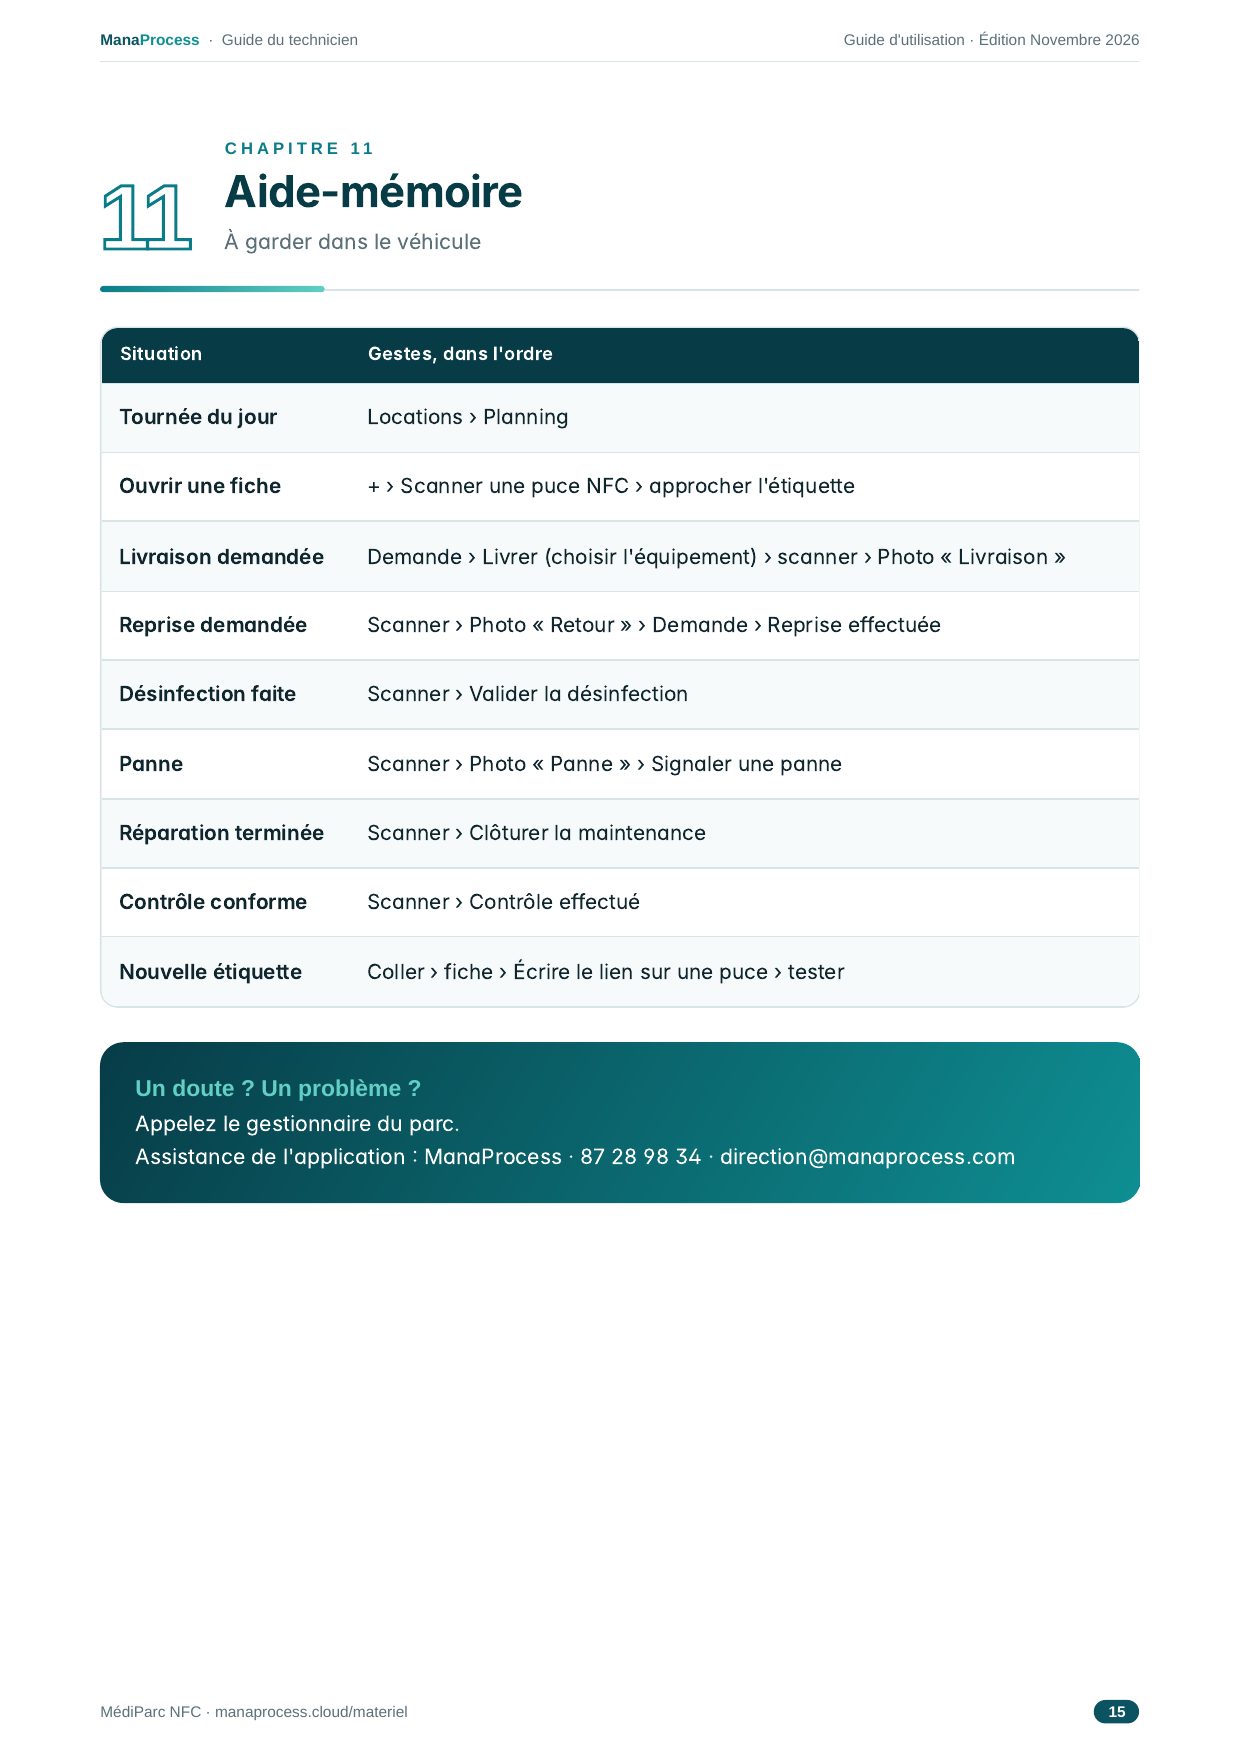 ManaProcess · Guide du technicien
Guide d'utilisation · Édition Novembre 2026
CHAPITRE 11
11
Aide-mémoire
À garder dans le véhicule
Situation Gestes, dans l'ordre
Tournée du jour Locations › Planning
Ouvrir une fiche + › Scanner une puce NFC › approcher l'étiquette
Livraison demandée Demande › Livrer (choisir l'équipement) › scanner › Photo « Livraison »
Reprise demandée Scanner › Photo « Retour » › Demande › Reprise effectuée
Désinfection faite Scanner › Valider la désinfection
Panne Scanner › Photo « Panne » › Signaler une panne
Réparation terminée Scanner › Clôturer la maintenance
Contrôle conforme Scanner › Contrôle effectué
Nouvelle étiquette Coller › fiche › Écrire le lien sur une puce › tester
Un doute ? Un problème ?
Appelez le gestionnaire du parc.
Assistance de l'application : ManaProcess · 87 28 98 34 · direction@manaprocess.com
MédiParc NFC · manaprocess.cloud/materiel
15